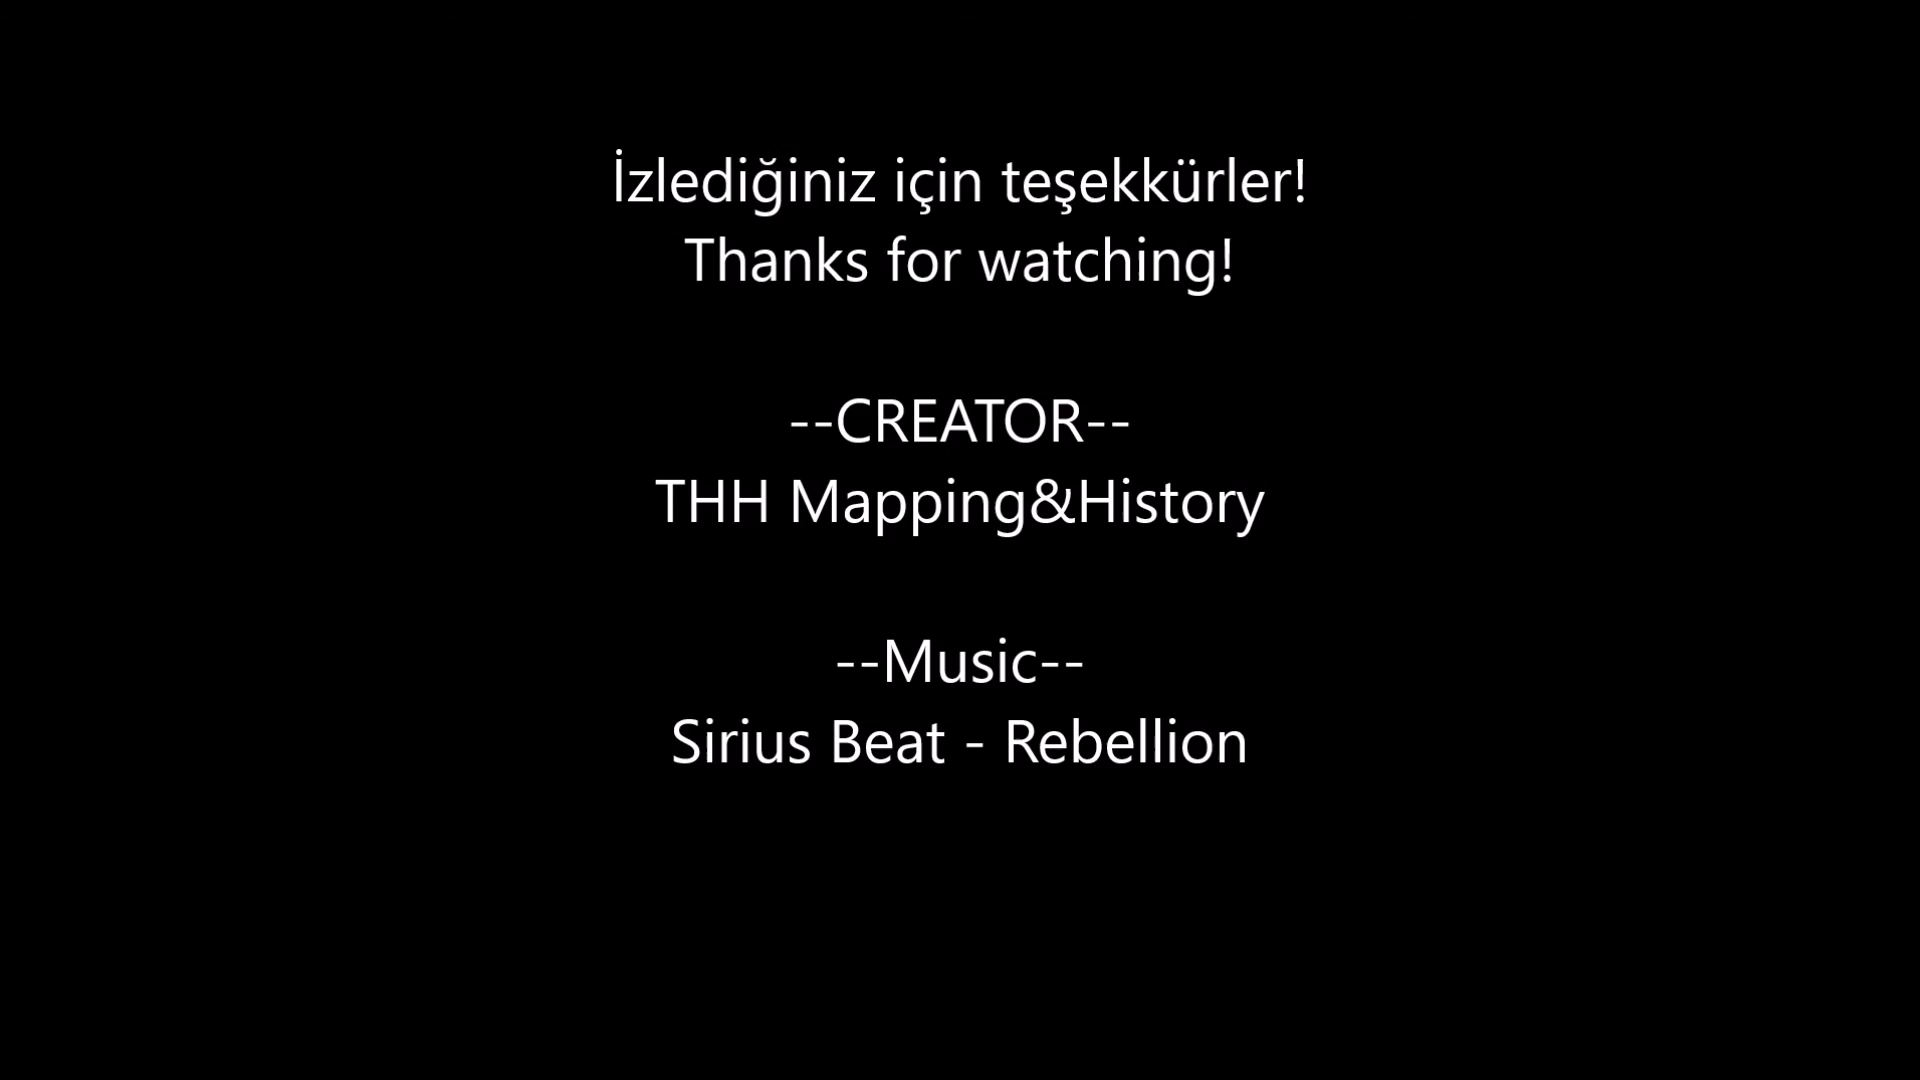 İzlediğiniz için teşekkürler!
Thanks for watching!
--CREATOR--
THH Mapping&History
--Music--
Sirius Beat - Rebellion